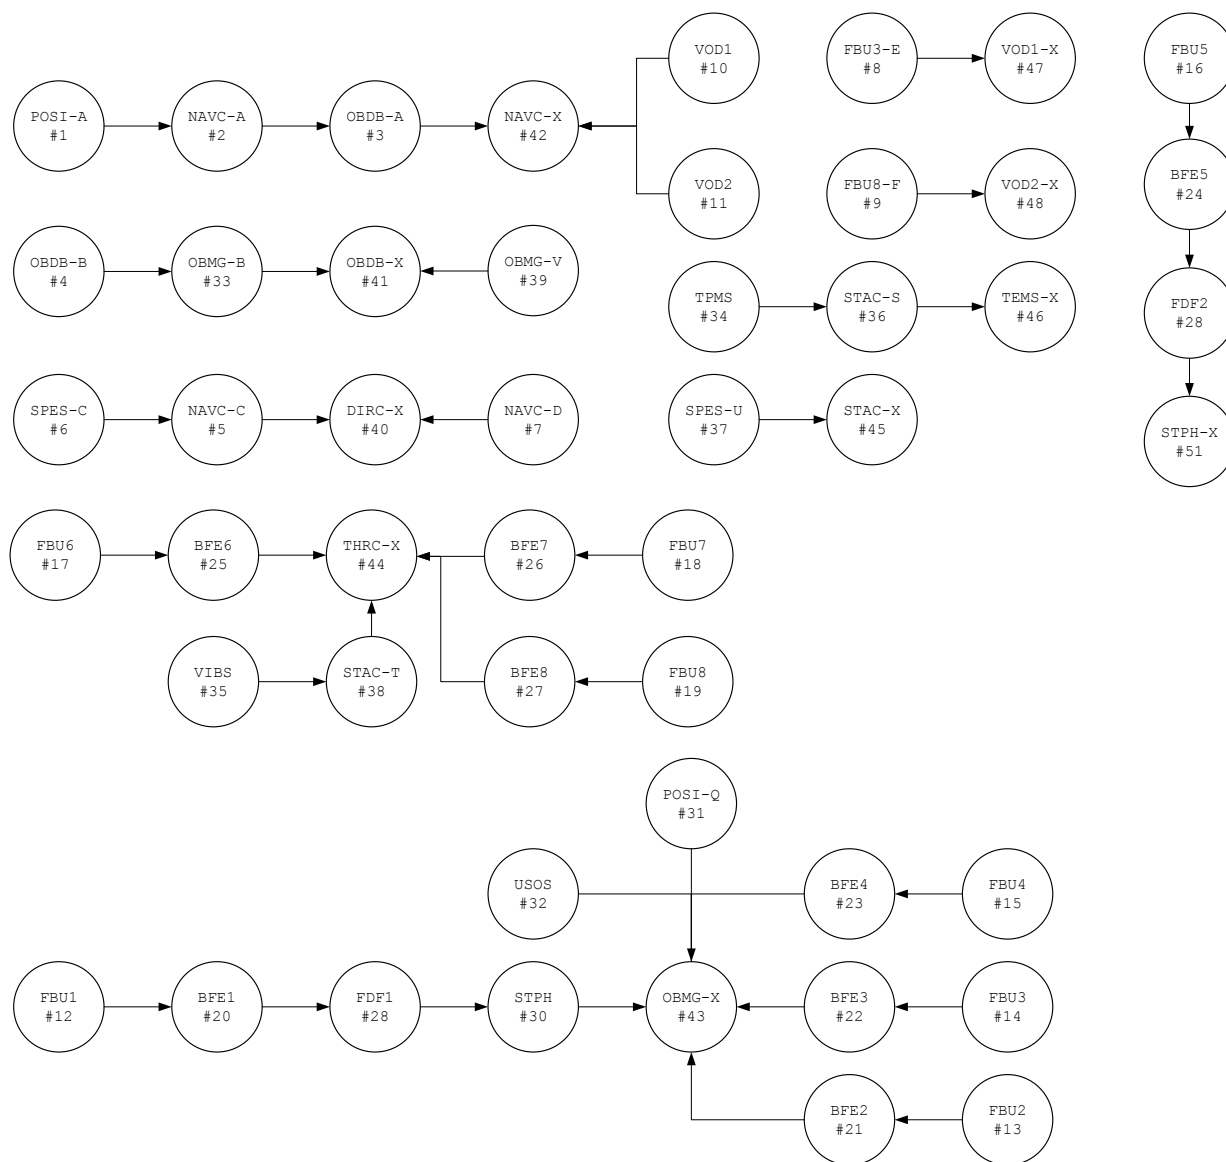 VOD1
#10
FBU3-E
#8
VOD1-X
#47
FBU5
#16
POSI-A
#1
NAVC-A
#2
OBDB-A
#3
NAVC-X
#42
VOD2
#11
FBU8-F
#9
VOD2-X
#48
BFE5
#24
OBDB-B
#4
OBMG-B
#33
OBDB-X
#41
OBMG-V
#39
TPMS
#34
STAC-S
#36
TEMS-X
#46
FDF2
#28
SPES-C
#6
NAVC-C
#5
DIRC-X
#40
NAVC-D
#7
SPES-U
#37
STAC-X
#45
STPH-X
#51
FBU6
#17
BFE6
#25
THRC-X
#44
BFE7
#26
FBU7
#18
VIBS
#35
STAC-T
#38
BFE8
#27
FBU8
#19
POSI-Q
#31
USOS
#32
BFE4
#23
FBU4
#15
FBU1
#12
BFE1
#20
FDF1
#28
STPH
#30
OBMG-X
#43
BFE3
#22
FBU3
#14
BFE2
#21
FBU2
#13